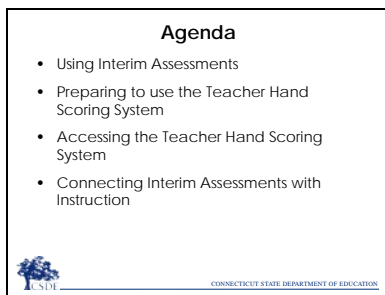 Agenda
• Using Interim Assessments
• Preparing to use the Teacher Hand
Scoring System
• Accessing the Teacher Hand Scoring
System
• Connecting Interim Assessments with
Instruction
CSDE
CONNECTICUT STATE DEPARTMENT OF EDUCATION